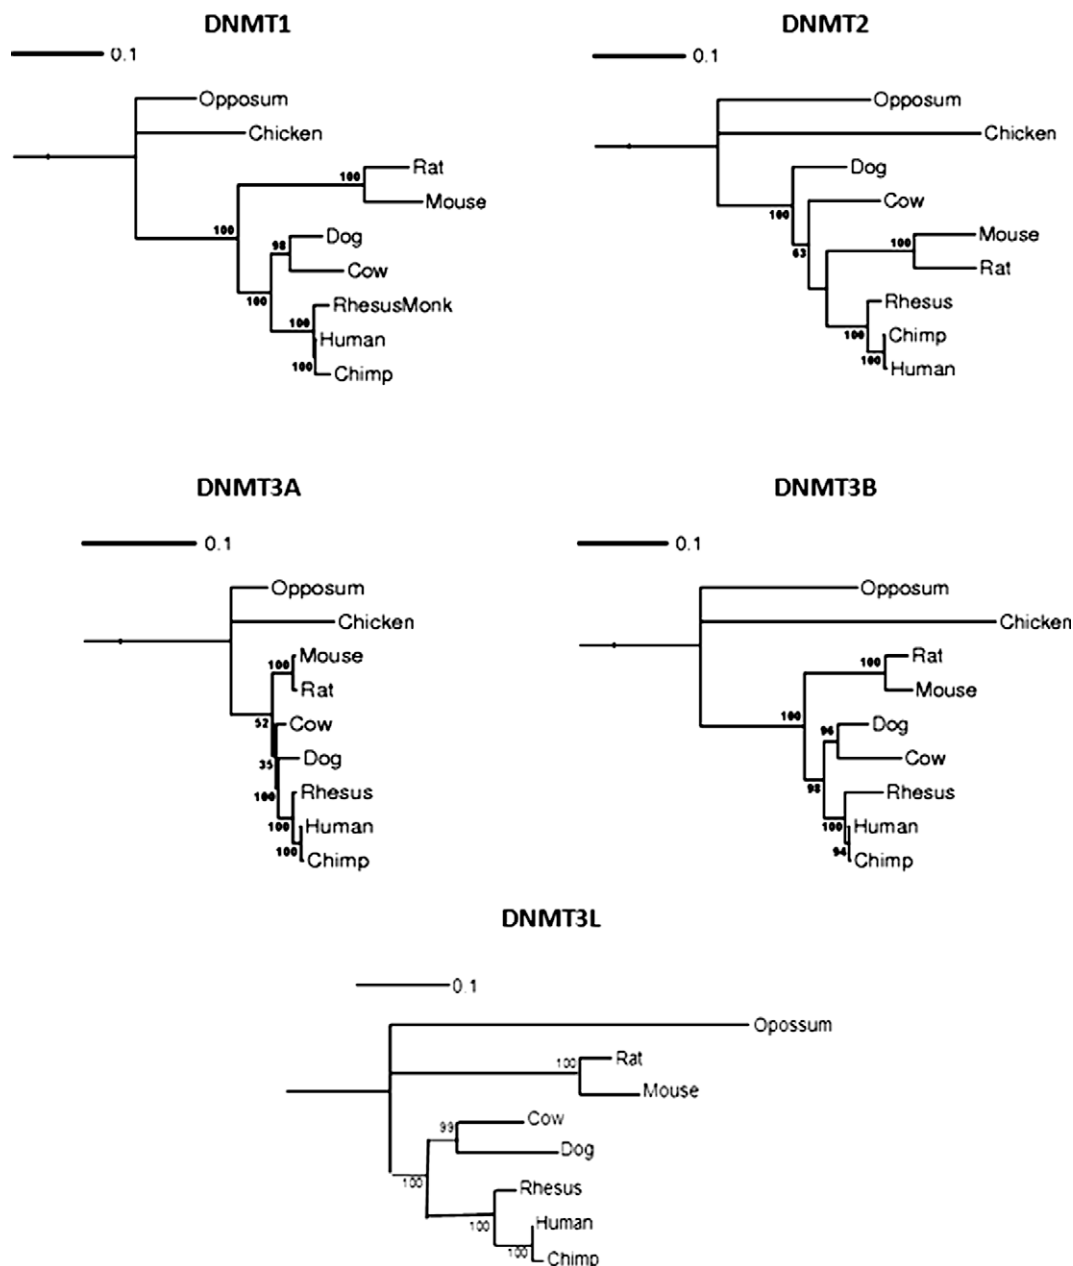 DNMT1
0.1
Opposum
Chicken
100 Rat
Mouse
100
98 Dog
Cow
100
RhesusMonk
100 Human
100 Chimp
DNMT2
0.1
Opposum
Chicken
Dog
100
Cow
63
100 Mouse
Rat
Rhesus
100 Chimp
100 Human
DNMT3A
0.1
Opposum
Chicken
Mouse
100
Rat
52 Cow
35 Dog
100 Rhesus
100 Human
100 Chimp
DNMT3B
0.1
Opposum
Chicken
Rat
100
Mouse
100
96 Dog
Cow
98
Rhesus
100 Human
94 Chimp
DNMT3L
0.1
Opossum
100 Rat
Mouse
Cow
99
Dog
100
Rhesus
100 Human
100 Chimp